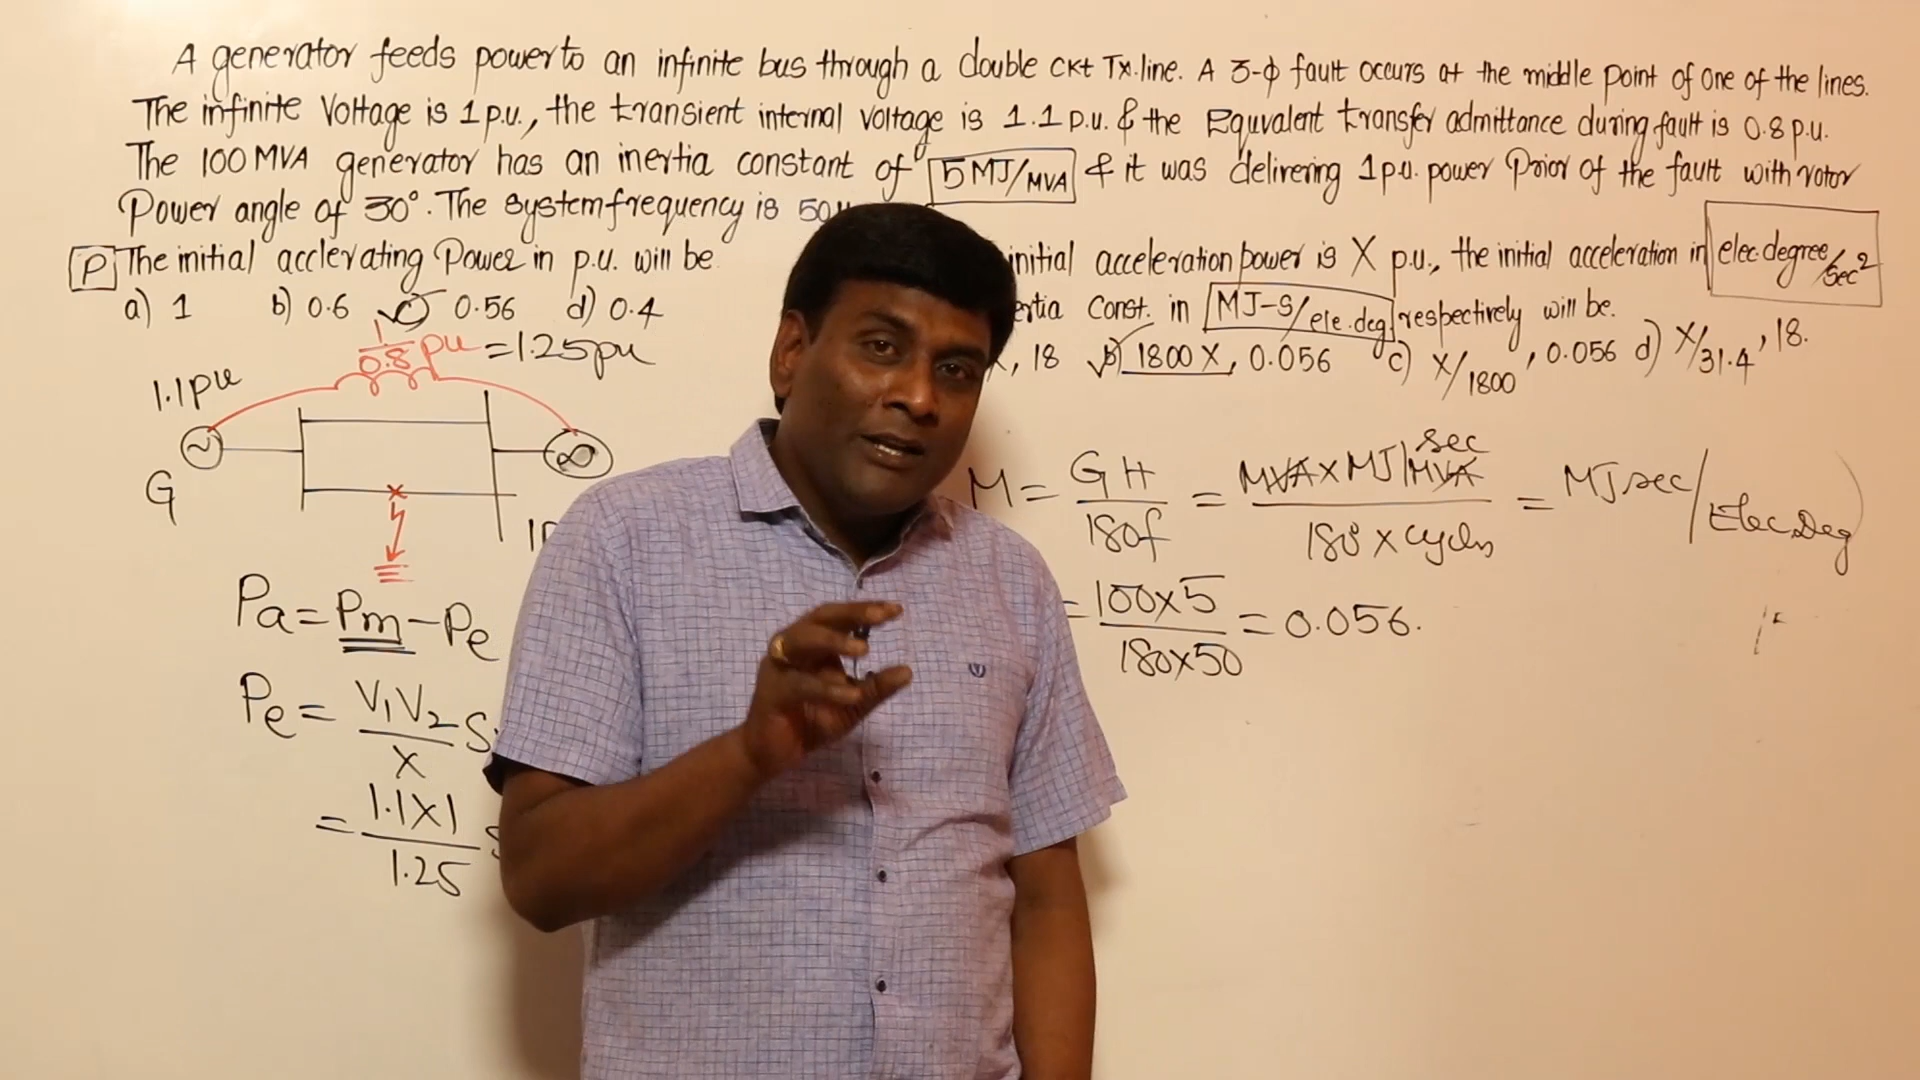 A generator feeds power to an infinite bus through a double ckt Tx.line. A 3-ϕ fault occurs at the middle point of one of the lines.
The infinite Voltage is 1 p.u., the transient internal voltage is 1.1 p.u. & the Equvalent transfer admittance during fault is 0.8 p.u.
The 100 MVA generator has an inertia constant of 5 MJ/MVA & it was delivering 1 p.u. power Prior of the fault with rotor
Power angle of 30°. The system frequency is 50
P The initial acclerating Power in p.u. will be
a) 1 b) 0.6 c) 0.56 d) 0.4
initial acceleration power is X p.u., the initial acceleration in elec.degree/sec²
Const. in MJ-S/ele.deg. respectively will be.
, 18 b) 1800 X, 0.056 c) X/1800, 0.056 d) X/31.4, 18.
1/0.8 pu = 1.25 pu
1.1 pu
G
∞
Pa = Pm - Pe
Pe = V1V2/X
= 1.1×1/1.25
M = GH/180f = MVA × MJ/MVA sec/180° × cycles = MJ sec/Elec.Deg
= 100×5/180×50 = 0.056.